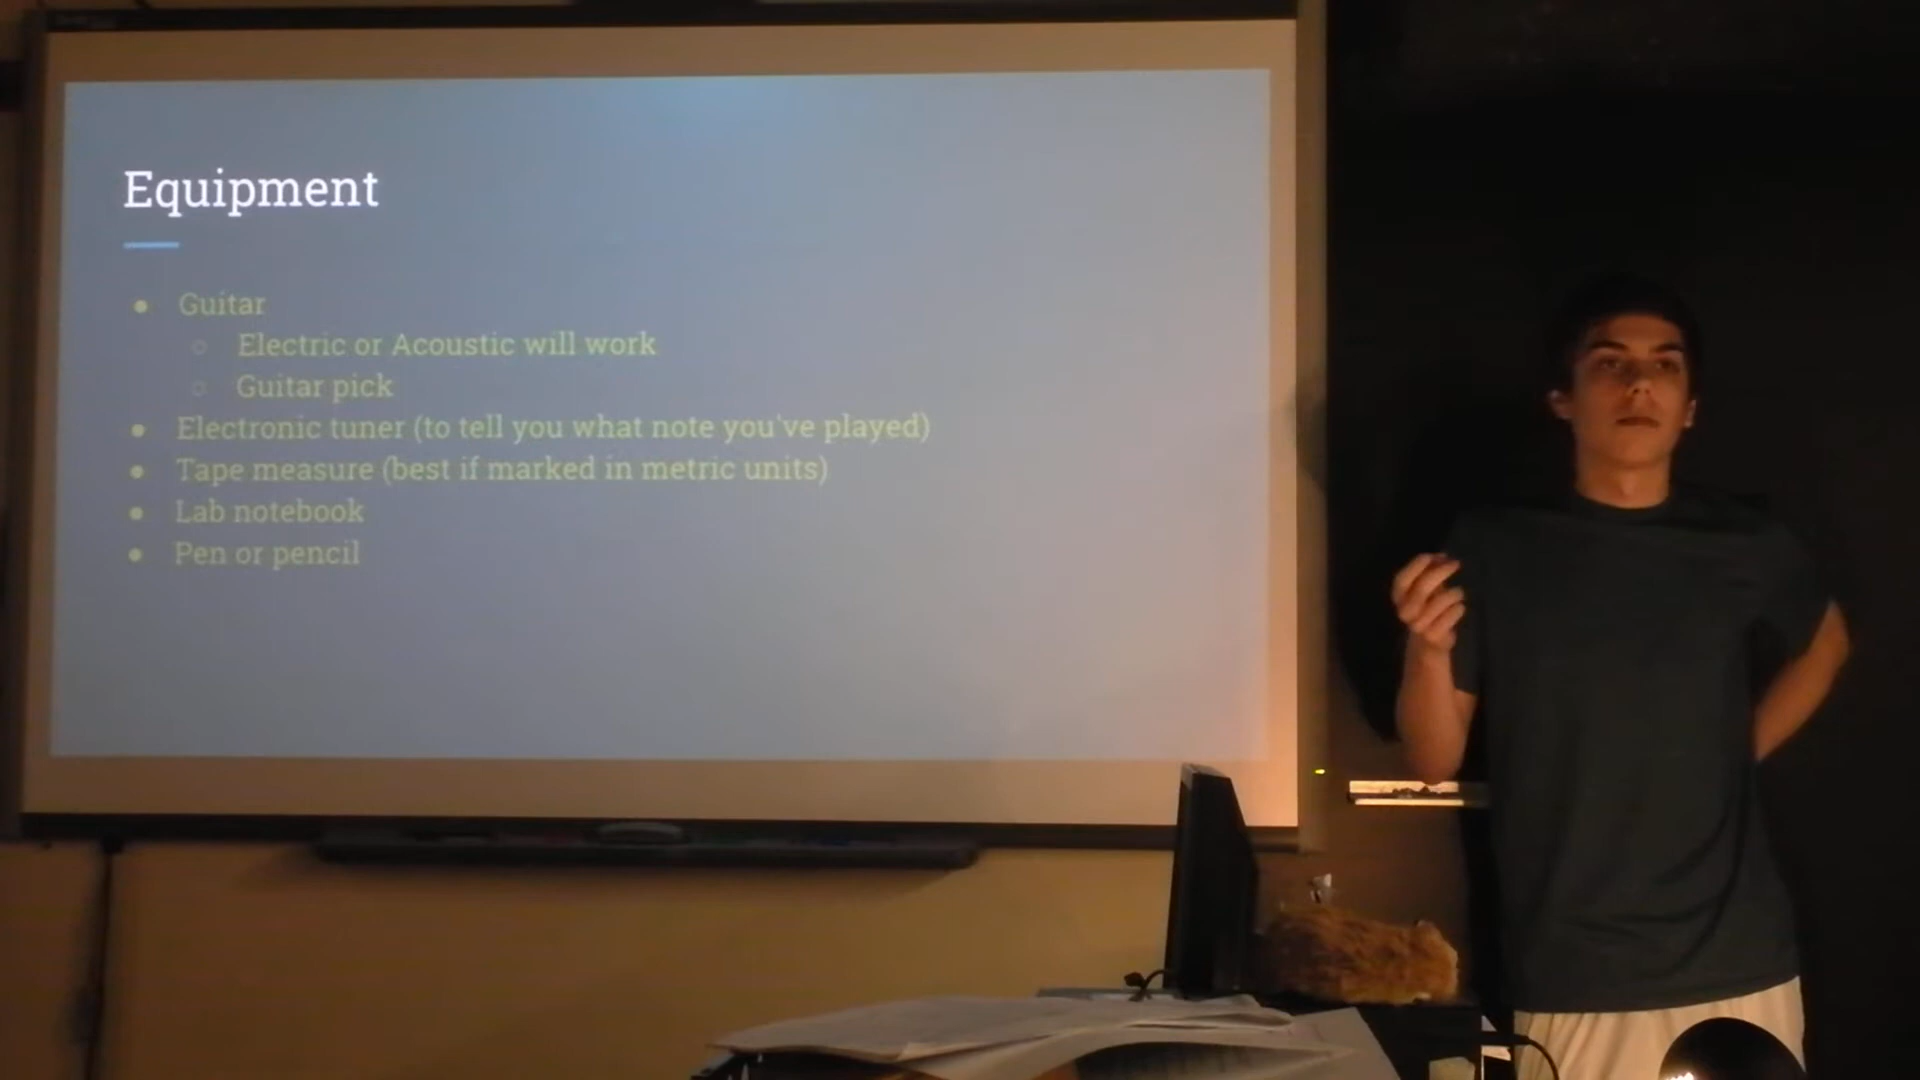 Equipment
● Guitar
○ Electric or Acoustic will work
○ Guitar pick
● Electronic tuner (to tell you what note you've played)
● Tape measure (best if marked in metric units)
● Lab notebook
● Pen or pencil